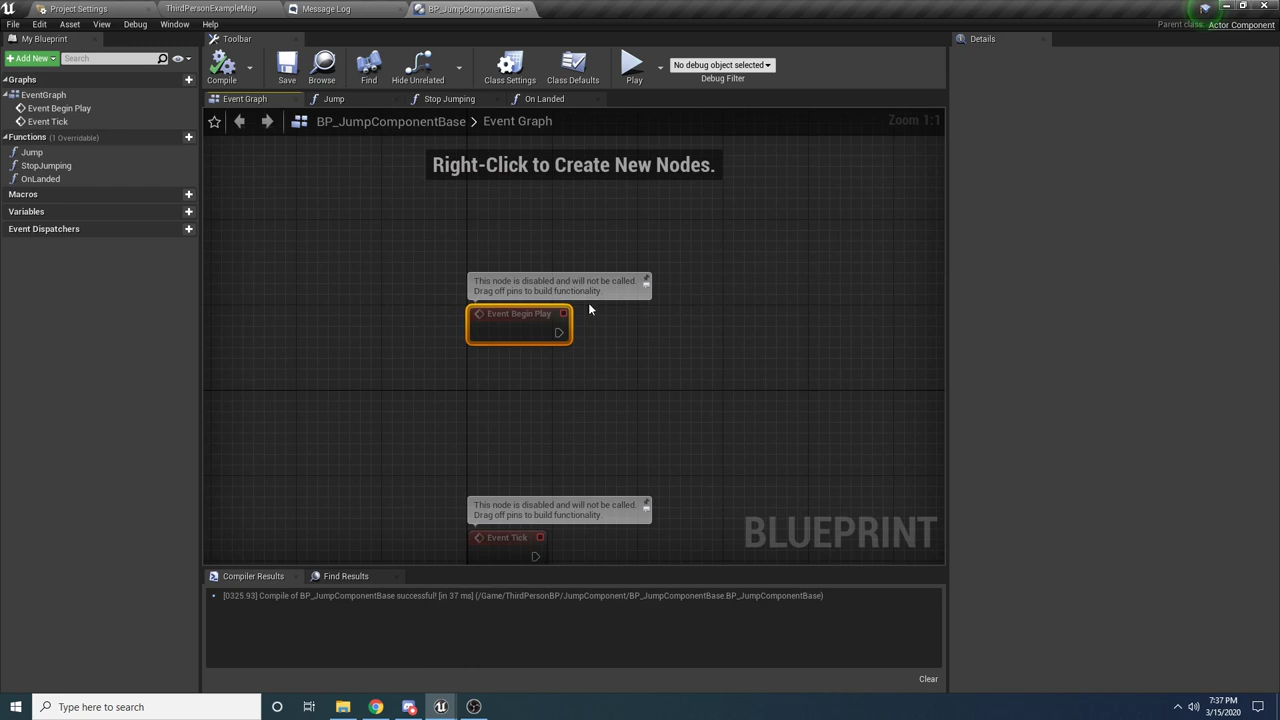 Project Settings
ThirdPersonExampleMap
Message Log
BP_JumpComponentBase
File Edit Asset View Debug Window Help
Parent class: Actor Component
My Blueprint
Toolbar
Details
+ Add New
Search
Compile
Save
Browse
Find
Hide Unrelated
Class Settings
Class Defaults
Play
No debug object selected
Debug Filter
Graphs
EventGraph
Event Begin Play
Event Tick
Functions (1 Overridable)
Jump
StopJumping
OnLanded
Macros
Variables
Event Dispatchers
Event Graph
Jump
Stop Jumping
On Landed
BP_JumpComponentBase > Event Graph
Zoom 1:1
Right-Click to Create New Nodes.
This node is disabled and will not be called.
Drag off pins to build functionality.
Event Begin Play
This node is disabled and will not be called.
Drag off pins to build functionality.
Event Tick
BLUEPRINT
Compiler Results
Find Results
[0325.93] Compile of BP_JumpComponentBase successful! [in 37 ms] (/Game/ThirdPersonBP/JumpComponent/BP_JumpComponentBase.BP_JumpComponentBase)
Clear
Type here to search
7:37 PM
3/15/2020